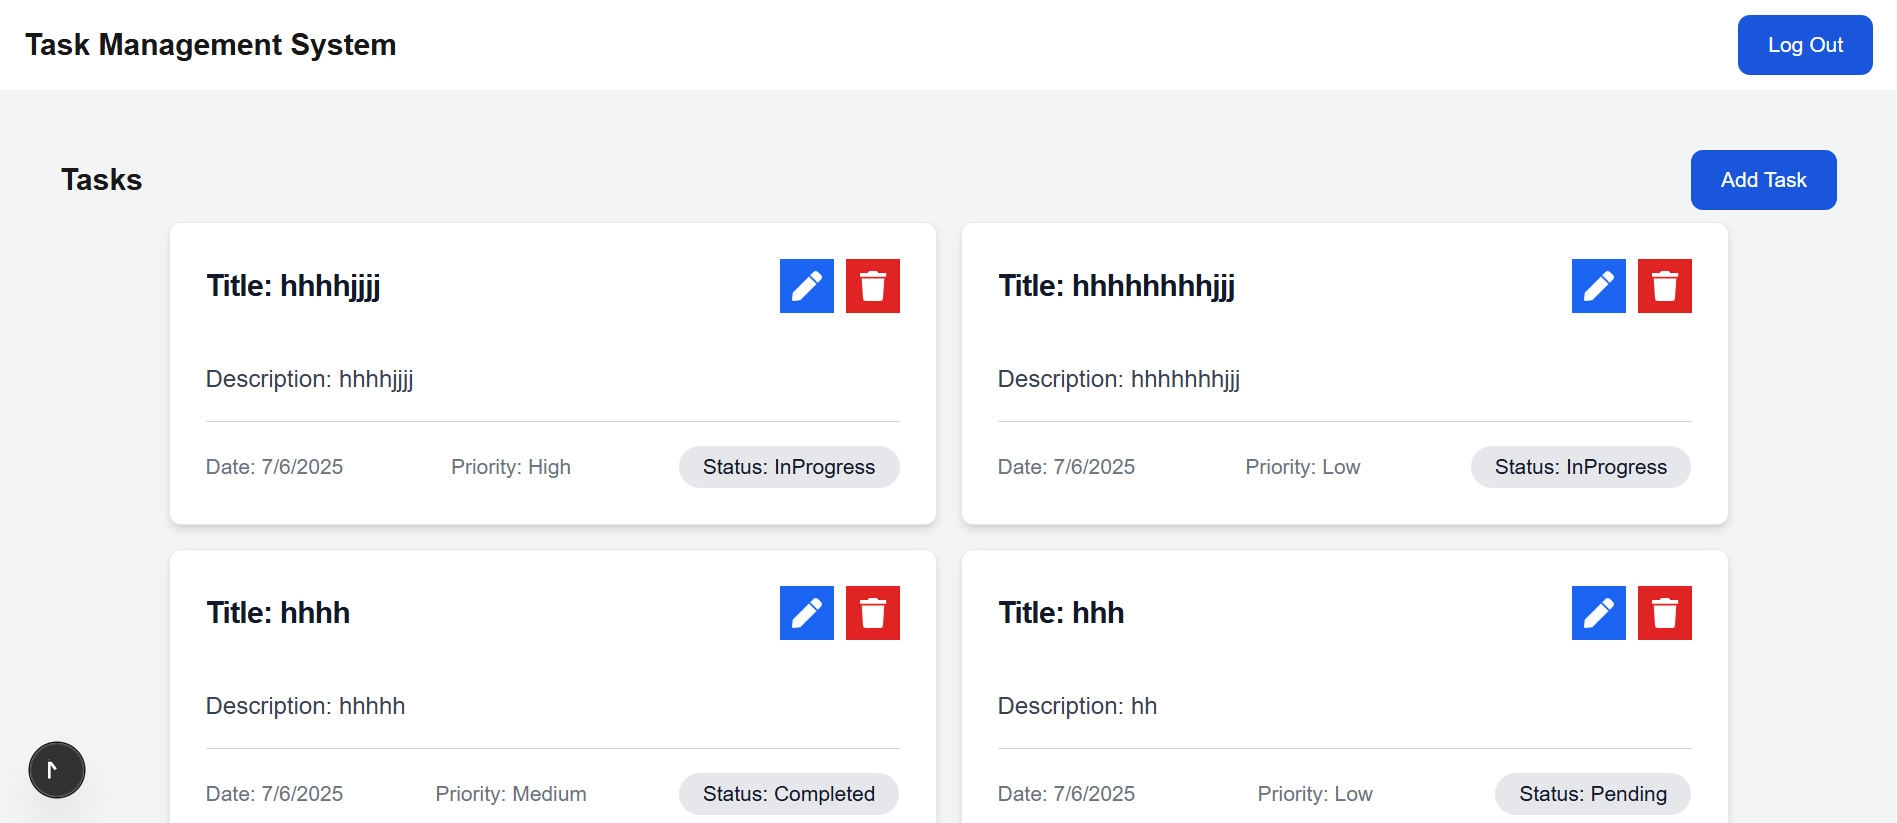 Task Management System
Log Out
Tasks
Add Task
Title: hhhhjjjj
Description: hhhhjjjj
Date: 7/6/2025 Priority: High Status: InProgress
Title: hhhhhhhhjjj
Description: hhhhhhhjjj
Date: 7/6/2025 Priority: Low Status: InProgress
Title: hhhh
Description: hhhhh
Date: 7/6/2025 Priority: Medium Status: Completed
Title: hhh
Description: hh
Date: 7/6/2025 Priority: Low Status: Pending